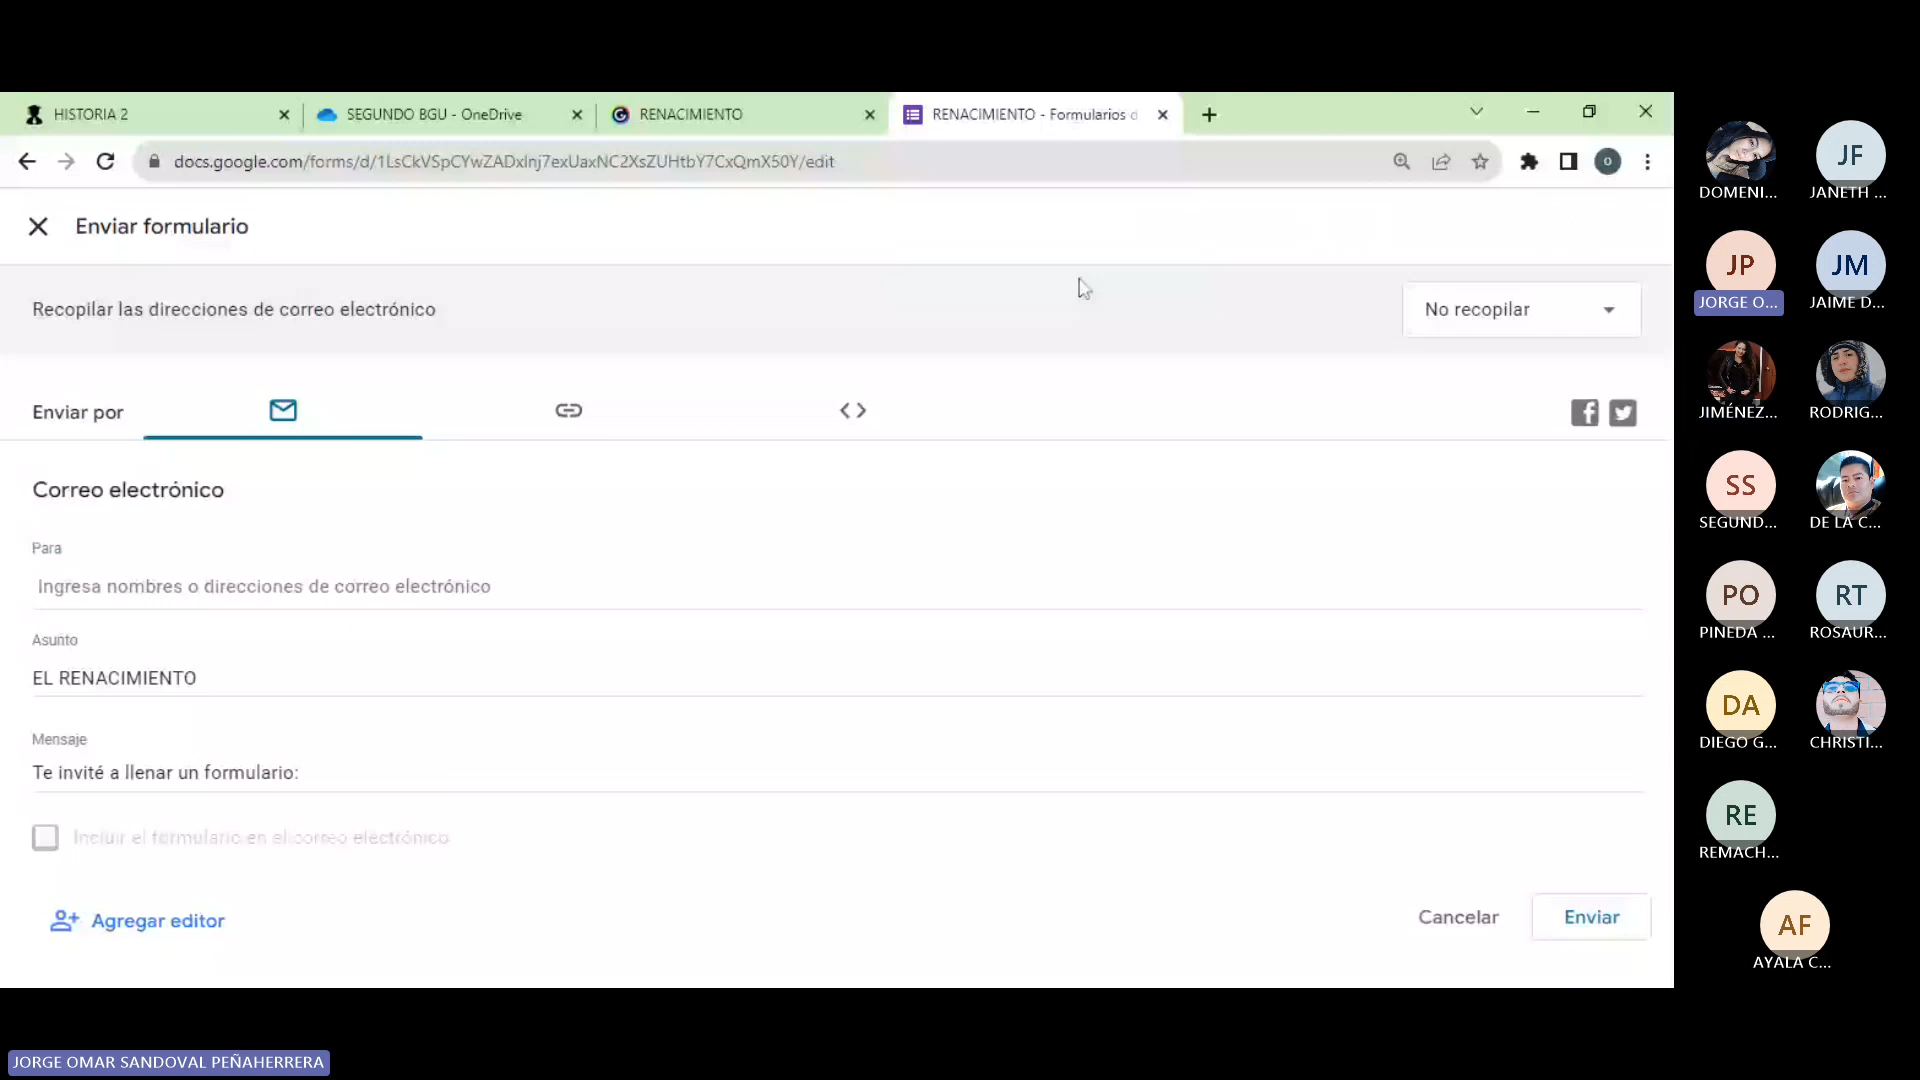 HISTORIA 2
SEGUNDO BGU - OneDrive
RENACIMIENTO
RENACIMIENTO - Formularios d
docs.google.com/forms/d/1LsCkVSpCYwZADxlnj7exUaxNC2XsZUHtbY7CxQmX50Y/edit
o
Enviar formulario
Recopilar las direcciones de correo electrónico
No recopilar
Enviar por
Correo electrónico
Para
Ingresa nombres o direcciones de correo electrónico
Asunto
EL RENACIMIENTO
Mensaje
Te invité a llenar un formulario:
Incluir el formulario en el correo electrónico
Agregar editor
Cancelar
Enviar
DOMENI...
JF
JANETH ...
JP
JORGE O...
JM
JAIME D...
JIMÉNEZ...
RODRIG...
SS
SEGUND...
DE LA C...
PO
PINEDA ...
RT
ROSAUR...
DA
DIEGO G...
CHRISTI...
RE
REMACH...
AF
AYALA C...
JORGE OMAR SANDOVAL PEÑAHERRERA